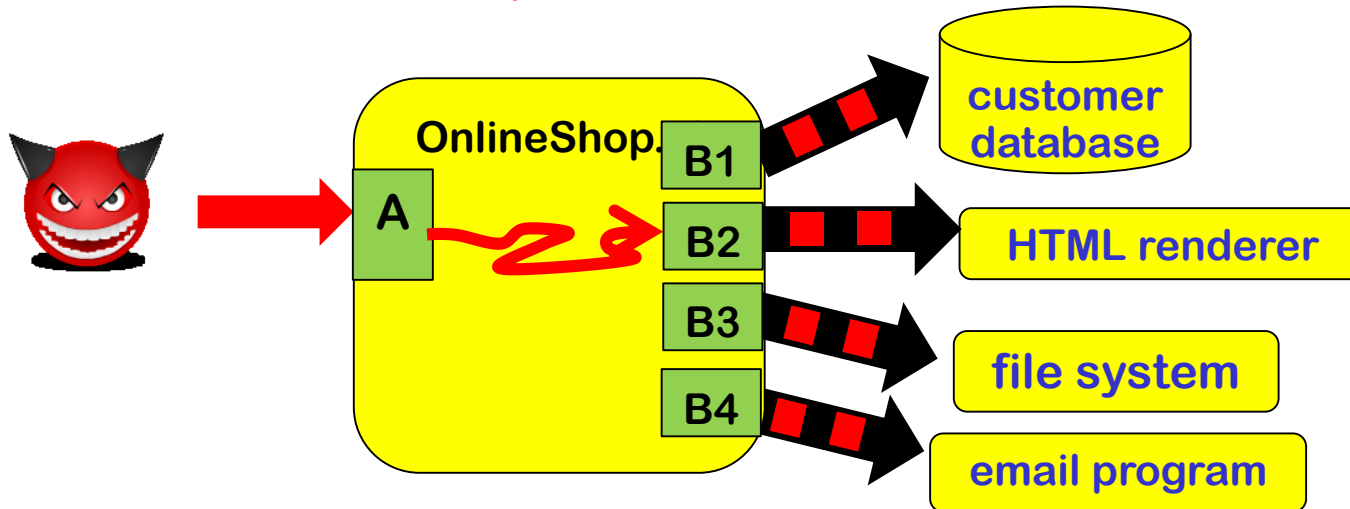 OnlineShop.
A
B1
B2
B3
B4
customer
database
HTML renderer
file system
email program